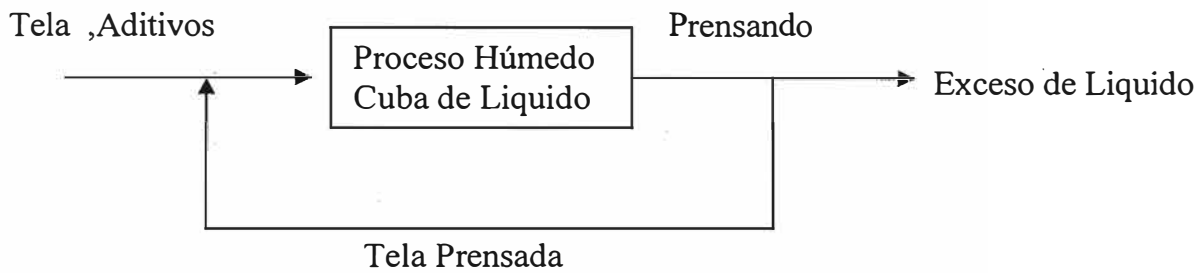 Tela ,Aditivos
Prensando
Proceso Húmedo
Cuba de Liquido
Exceso de Liquido
Tela Prensada